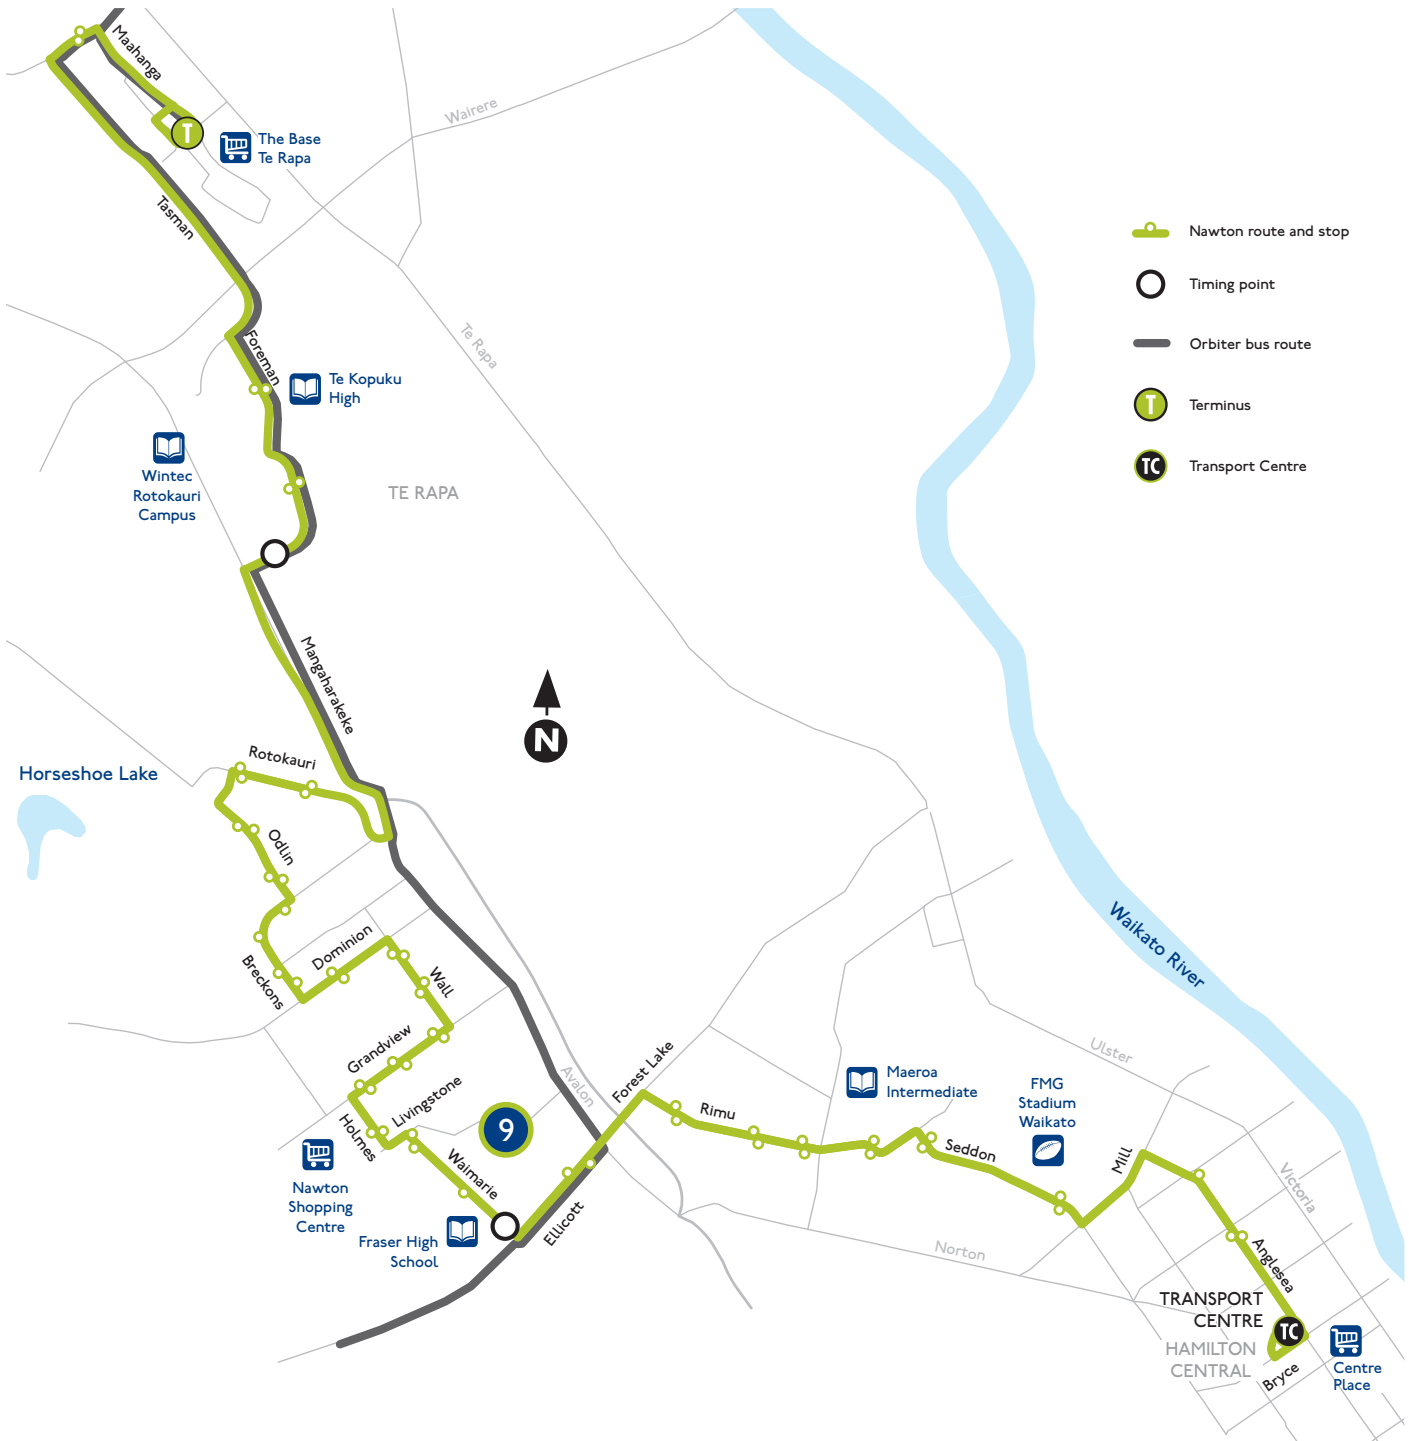 Maahanga
T
The Base
Te Rapa
Wairere
Tasman
Nawton route and stop
Timing point
Orbiter bus route
T
Terminus
TC
Transport Centre
Foreman
Te Rapa
Te Kopuku
High
Wintec
Rotokauri
Campus
TE RAPA
Mangaharakeke
N
Rotokauri
Horseshoe Lake
Odlin
Waikato River
Dominion
Breckons
Wall
Grandview
Forest Lake
Avalon
Ulster
Livingstone
Holmes
9
Rimu
Maeroa
Intermediate
FMG
Stadium
Waikato
Seddon
Mill
Victoria
Waimarie
Nawton
Shopping
Centre
Fraser High
School
Ellicott
Norton
Anglesea
TRANSPORT
CENTRE
TC
HAMILTON
CENTRAL
Bryce
Centre
Place